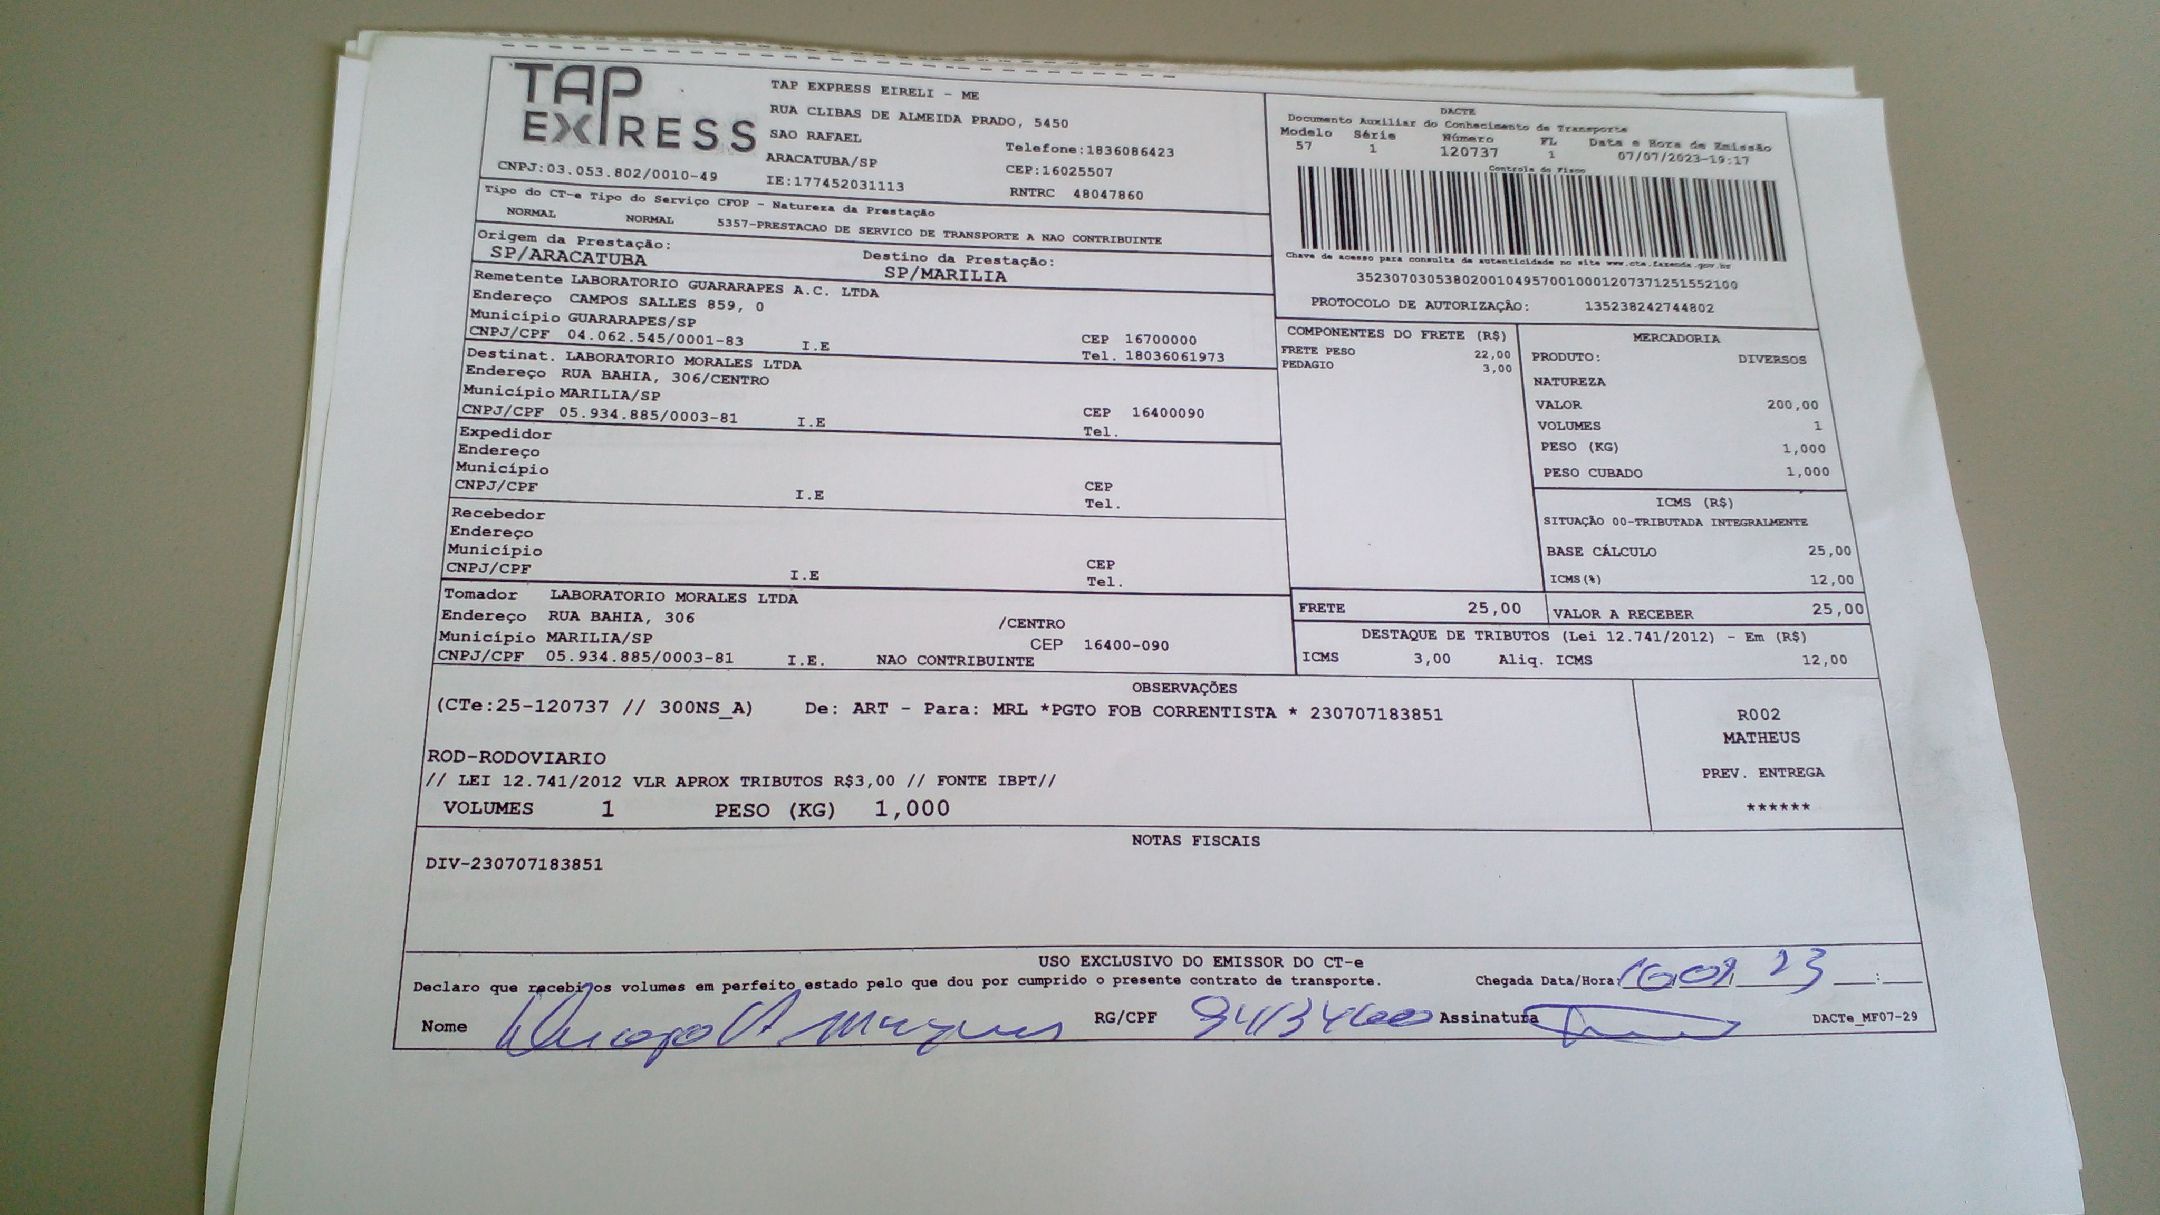 TAP
EXPRESS
TAP EXPRESS EIRELI - ME
RUA CLIBAS DE ALMEIDA PRADO, 5450
SAO RAFAEL
Telefone:1836086423
ARACATUBA/SP
CEP:16025507
CNPJ:03.053.802/0010-49
IE:177452031113
RNTRC 48047860
DACTE
Documento Auxiliar do Conhecimento de Transporte
Modelo Série Número FL Data e Hora de Emissão
57 1 120737 1 07/07/2023-19:17
Controle do Fisco
Chave de acesso para consulta de autenticidade no site www.cte.fazenda.gov.br
35230703053802001049570010001207371251552100
PROTOCOLO DE AUTORIZAÇÃO: 135238242744802
Tipo do CT-e Tipo do Serviço CFOP - Natureza da Prestação
NORMAL NORMAL 5357-PRESTACAO DE SERVICO DE TRANSPORTE A NAO CONTRIBUINTE
Origem da Prestação: Destino da Prestação:
SP/ARACATUBA SP/MARILIA
Remetente LABORATORIO GUARARAPES A.C. LTDA
Endereço CAMPOS SALLES 859, 0
Município GUARARAPES/SP
CEP 16700000
CNPJ/CPF 04.062.545/0001-83 I.E
Tel. 18036061973
Destinat. LABORATORIO MORALES LTDA
Endereço RUA BAHIA, 306/CENTRO
Município MARILIA/SP
CEP 16400090
CNPJ/CPF 05.934.885/0003-81 I.E
Tel.
Expedidor
Endereço
Município
CEP
CNPJ/CPF I.E
Tel.
Recebedor
Endereço
Município
CEP
CNPJ/CPF I.E
Tel.
Tomador LABORATORIO MORALES LTDA
Endereço RUA BAHIA, 306 /CENTRO
Município MARILIA/SP CEP 16400-090
CNPJ/CPF 05.934.885/0003-81 I.E. NAO CONTRIBUINTE
COMPONENTES DO FRETE (R$)
FRETE PESO 22,00
PEDAGIO 3,00
MERCADORIA
PRODUTO: DIVERSOS
NATUREZA
VALOR 200,00
VOLUMES 1
PESO (KG) 1,000
PESO CUBADO 1,000
ICMS (R$)
SITUAÇÃO 00-TRIBUTADA INTEGRALMENTE
BASE CÁLCULO 25,00
ICMS(%) 12,00
FRETE 25,00 VALOR A RECEBER 25,00
DESTAQUE DE TRIBUTOS (Lei 12.741/2012) - Em (R$)
ICMS 3,00 Aliq. ICMS 12,00
OBSERVAÇÕES
(CTe:25-120737 // 300NS_A) De: ART - Para: MRL *PGTO FOB CORRENTISTA * 230707183851
ROD-RODOVIARIO
// LEI 12.741/2012 VLR APROX TRIBUTOS R$3,00 // FONTE IBPT//
VOLUMES 1 PESO (KG) 1,000
R002
MATHEUS
PREV. ENTREGA
******
NOTAS FISCAIS
DIV-230707183851
USO EXCLUSIVO DO EMISSOR DO CT-e
Declaro que recebi os volumes em perfeito estado pelo que dou por cumprido o presente contrato de transporte. Chegada Data/Hora
Nome RG/CPF Assinatura DACTe_MF07-29